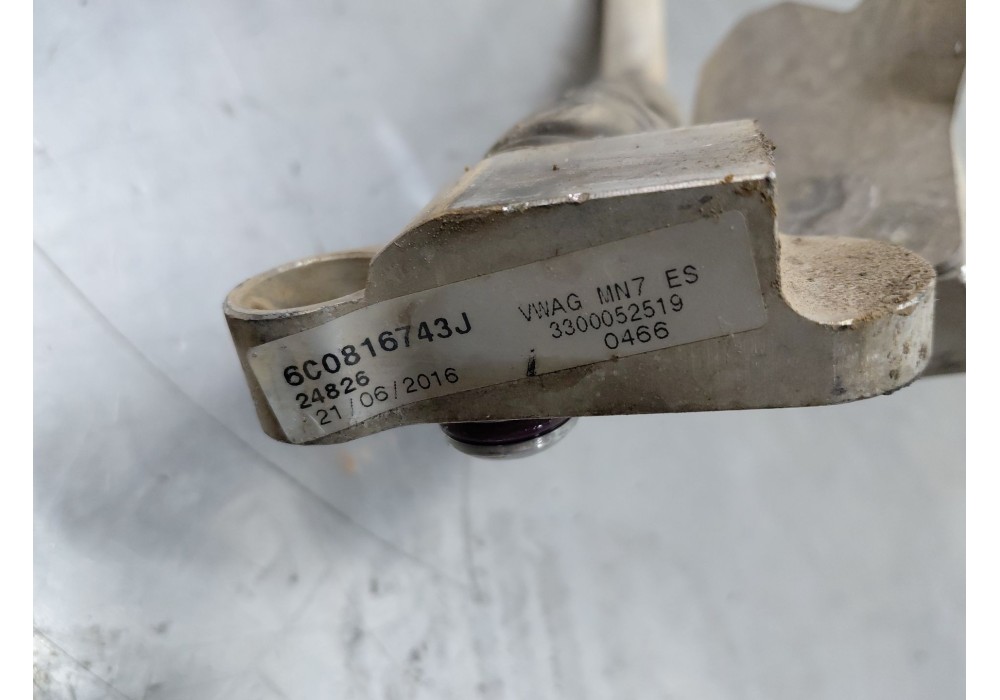 6C0816743J
24826
21/06/2016
VWAG MN7 ES
3300052519
0466